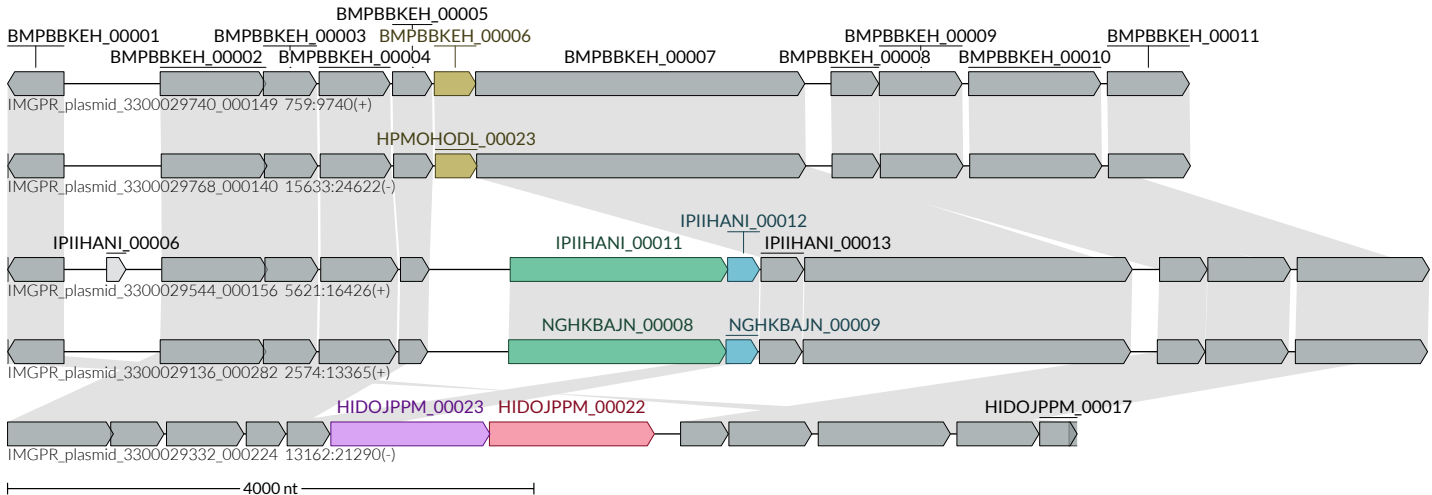 BMPBBKEH_00005
BMPBBKEH_00001 BMPBBKEH_00003 BMPBBKEH_00006 BMPBBKEH_00009 BMPBBKEH_00011
BMPBBKEH_00002 BMPBBKEH_00004 BMPBBKEH_00007 BMPBBKEH_00008 BMPBBKEH_00010
IMGPR_plasmid_3300029740_000149 759:9740(+)
HPMOHODL_00023
IMGPR_plasmid_3300029768_000140 15633:24622(-)
IPIIHANI_00012
IPIIHANI_00006 IPIIHANI_00011 IPIIHANI_00013
IMGPR_plasmid_3300029544_000156 5621:16426(+)
NGHKBAJN_00008 NGHKBAJN_00009
IMGPR_plasmid_3300029136_000282 2574:13365(+)
HIDOJPPM_00023 HIDOJPPM_00022 HIDOJPPM_00017
IMGPR_plasmid_3300029332_000224 13162:21290(-)
4000 nt